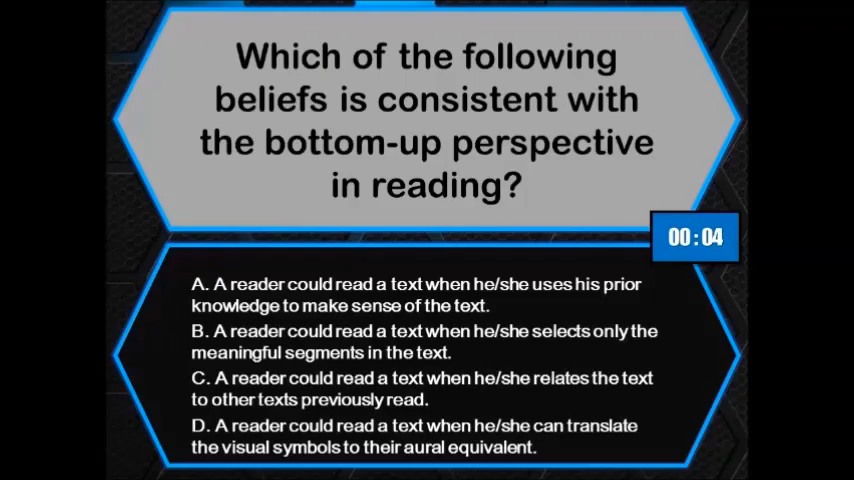 Which of the following
beliefs is consistent with
the bottom-up perspective
in reading?
00:04
A. A reader could read a text when he/she uses his prior
knowledge to make sense of the text.
B. A reader could read a text when he/she selects only the
meaningful segments in the text.
C. A reader could read a text when he/she relates the text
to other texts previously read.
D. A reader could read a text when he/she can translate
the visual symbols to their aural equivalent.